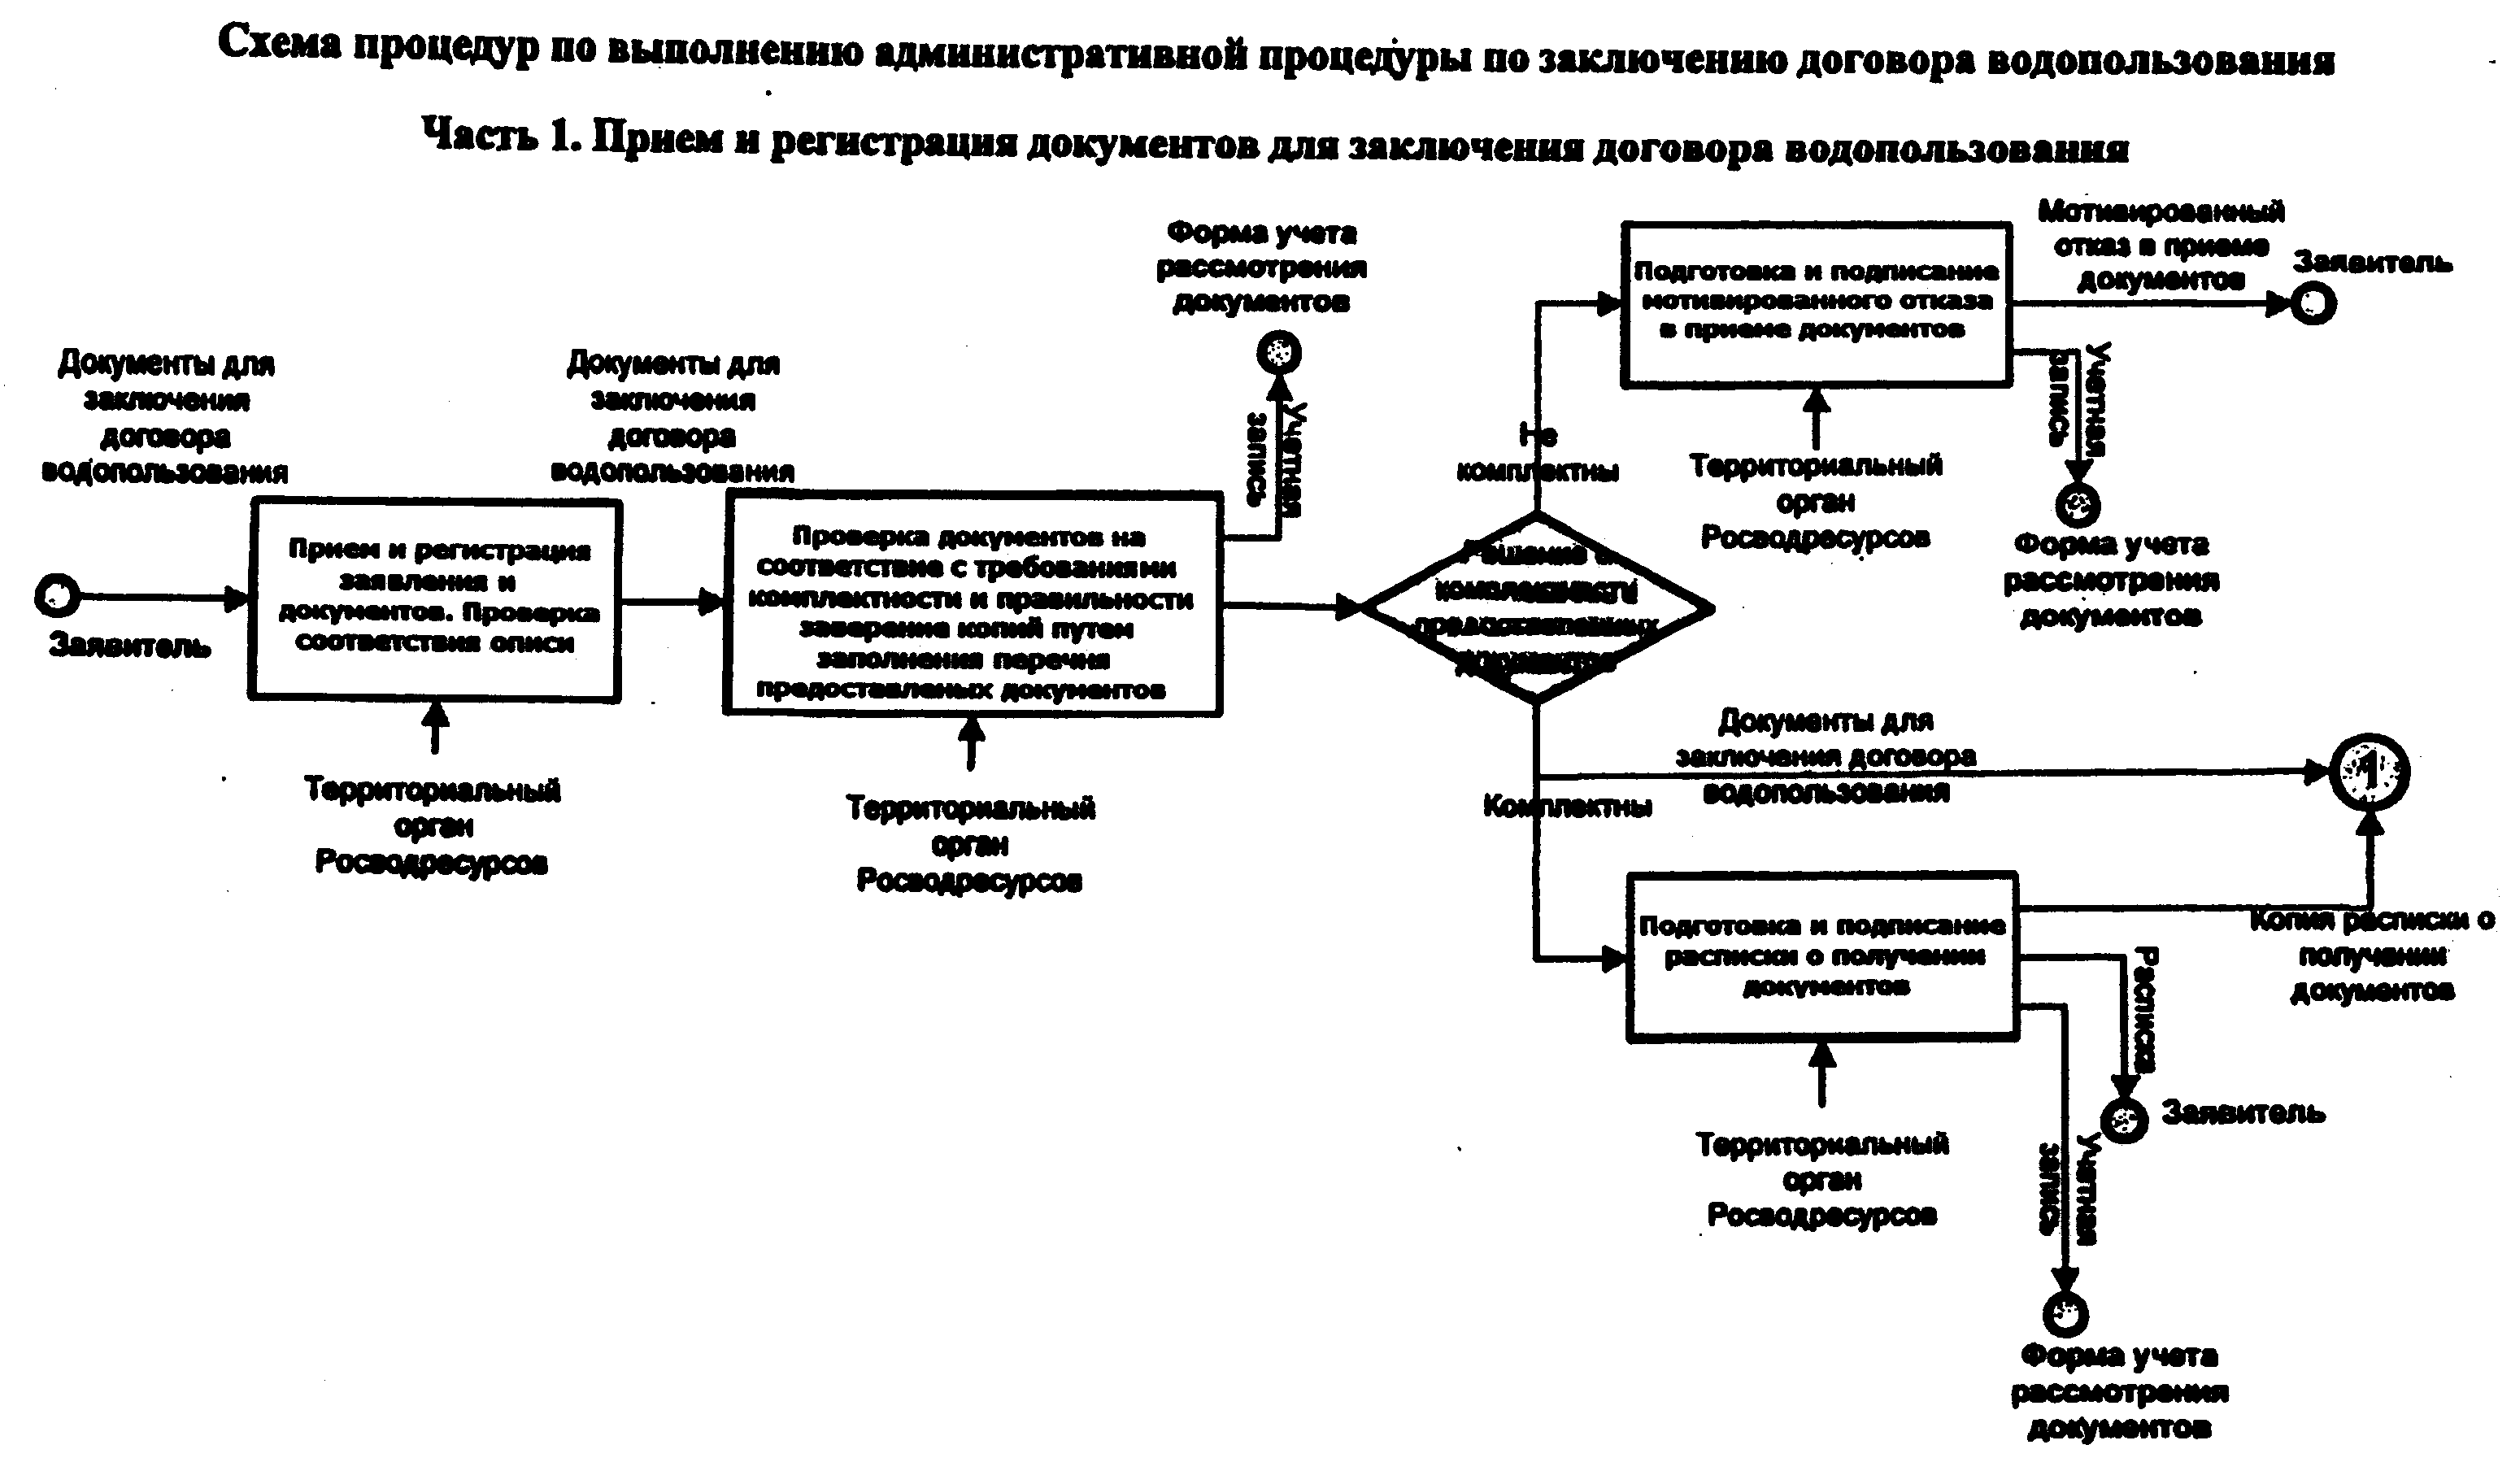 Схема процедур по выполнению административной процедуры по заключению договора водопользования
Часть 1. Прием и регистрация документов для заключения договора водопользования
Документы для
заключения
договора
водопользования
Заявитель
Прием и регистрация
заявления и
документов. Проверка
соответствия описи
Территориальный
орган
Росводресурсов
Документы для
заключения
договора
водопользования
Проверка документов на
соответствие с требованиями
комплектности и правильности
заверение копий путем
заполнения перечня
предоставленых документов
Территориальный
орган
Росводресурсов
Форма учета
рассмотрения
документов
Учетная
запись
Решение о
комплектности
предоставленных
документов
Не
комплектны
Подготовка и подписание
мотивированного отказа
в приеме документов
Территориальный
орган
Росводресурсов
Мотивированный
отказ в приеме
документов
Заявитель
Учетная
запись
Форма учета
рассмотрения
документов
Документы для
заключения договора
водопользования
1
Комплектны
Подготовка и подписание
расписки о получении
документов
Территориальный
орган
Росводресурсов
Копия расписки о
получении
документов
Расписка
Заявитель
Учетная
запись
Форма учета
рассмотрения
документов